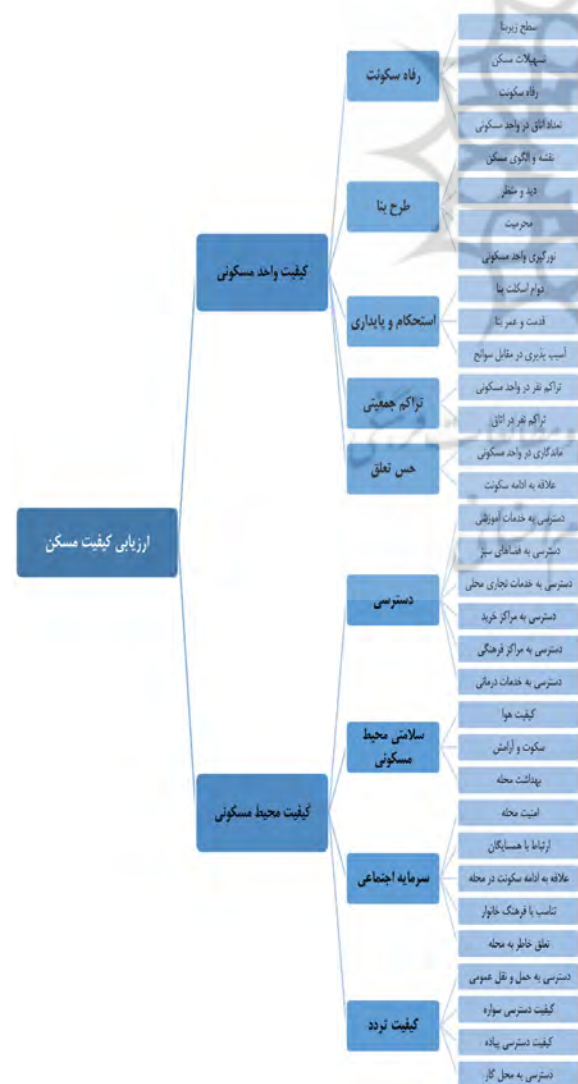 ارزیابی کیفیت مسکن
کیفیت واحد مسکونی
رفاه سکونت
سطح زیربنا
تسهیلات مسکن
رفاه سکونت
تعداد اتاق در واحد مسکونی
طرح بنا
نقشه و الگوی مسکن
دید و منظر
محرمیت
نورگیری واحد مسکونی
استحکام و پایداری
دوام اسکلت بنا
قدمت و عمر بنا
آسیب پذیری در مقابل سوانح
تراکم جمعیتی
تراکم نفر در واحد مسکونی
تراکم نفر در اتاق
حس تعلق
ماندگاری در واحد مسکونی
علاقه به ادامه سکونت
کیفیت محیط مسکونی
دسترسی
دسترسی به خدمات آموزشی
دسترسی به فضاهای سبز
دسترسی به خدمات تجاری محلی
دسترسی به مراکز خرید
دسترسی به مراکز فرهنگی
دسترسی به خدمات درمانی
سلامتی محیط
مسکونی
کیفیت هوا
سکوت و آرامش
بهداشت محله
سرمایه اجتماعی
امنیت محله
ارتباط با همسایگان
علاقه به ادامه سکونت در محله
تناسب با فرهنگ خانوار
تعلق خاطر به محله
کیفیت تردد
دسترسی به حمل و نقل عمومی
کیفیت دسترسی سواره
کیفیت دسترسی پیاده
دسترسی به محل کار